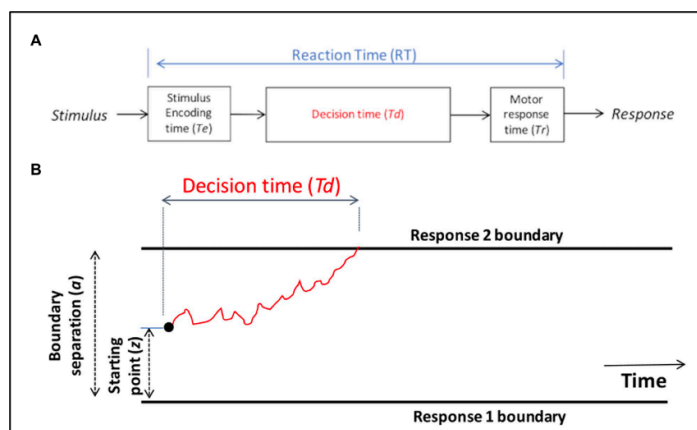 A
Reaction Time (RT)
Stimulus
Stimulus
Encoding
time (Te)
Decision time (Td)
Motor
response
time (Tr)
Response
B
Decision time (Td)
Response 2 boundary
Boundary
separation (a)
Starting
point (z)
Time
Response 1 boundary